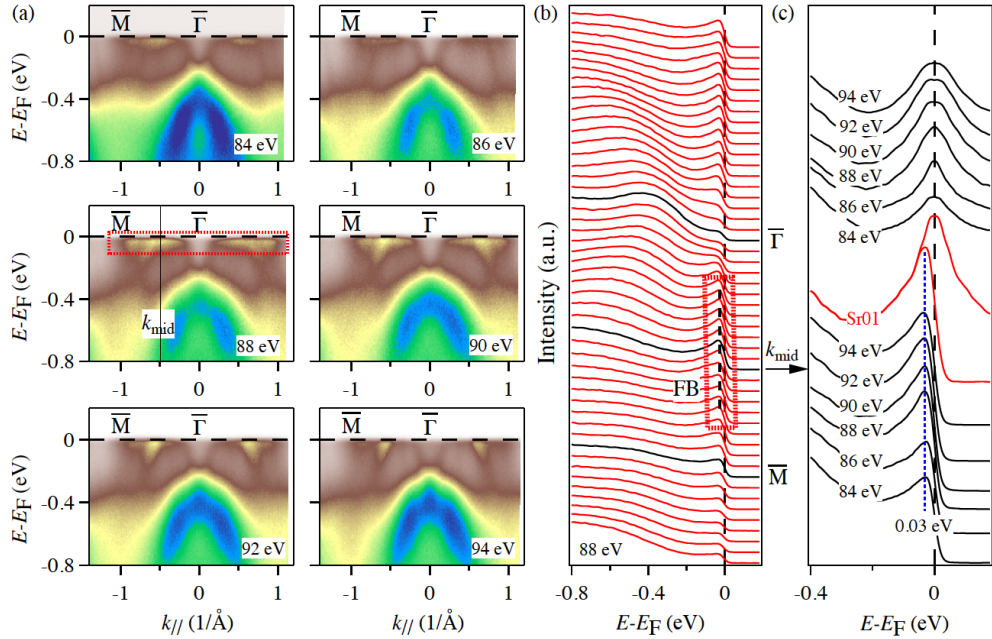 (a)
M̅ Γ̅
E-EF (eV)
0
-0.4
-0.8
84 eV
-1 0 1
M̅ Γ̅
86 eV
-1 0 1
M̅ Γ̅
E-EF (eV)
0
-0.4
-0.8
kmid
88 eV
M̅ Γ̅
90 eV
M̅ Γ̅
E-EF (eV)
0
-0.4
-0.8
92 eV
-1 0 1
k// (1/Å)
M̅ Γ̅
94 eV
-1 0 1
k// (1/Å)
(b)
Intensity (a.u.)
Γ̅
FB
kmid
M̅
88 eV
-0.8 -0.4 0
E-EF (eV)
(c)
94 eV
92 eV
90 eV
88 eV
86 eV
84 eV
Sr01
94 eV
92 eV
90 eV
88 eV
86 eV
84 eV
0.03 eV
-0.4 0
E-EF (eV)